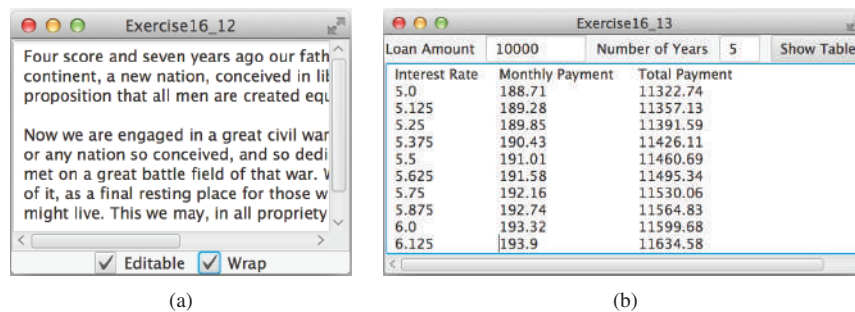 Exercise16_12
Four score and seven years ago our fath
continent, a new nation, conceived in lil
proposition that all men are created equ
Now we are engaged in a great civil war
or any nation so conceived, and so dedi
met on a great battle field of that war. W
of it, as a final resting place for those w
might live. This we may, in all propriety
Editable Wrap
(a)
Exercise16_13
Loan Amount 10000 Number of Years 5 Show Table
Interest Rate Monthly Payment Total Payment
5.0 188.71 11322.74
5.125 189.28 11357.13
5.25 189.85 11391.59
5.375 190.43 11426.11
5.5 191.01 11460.69
5.625 191.58 11495.34
5.75 192.16 11530.06
5.875 192.74 11564.83
6.0 193.32 11599.68
6.125 193.9 11634.58
(b)